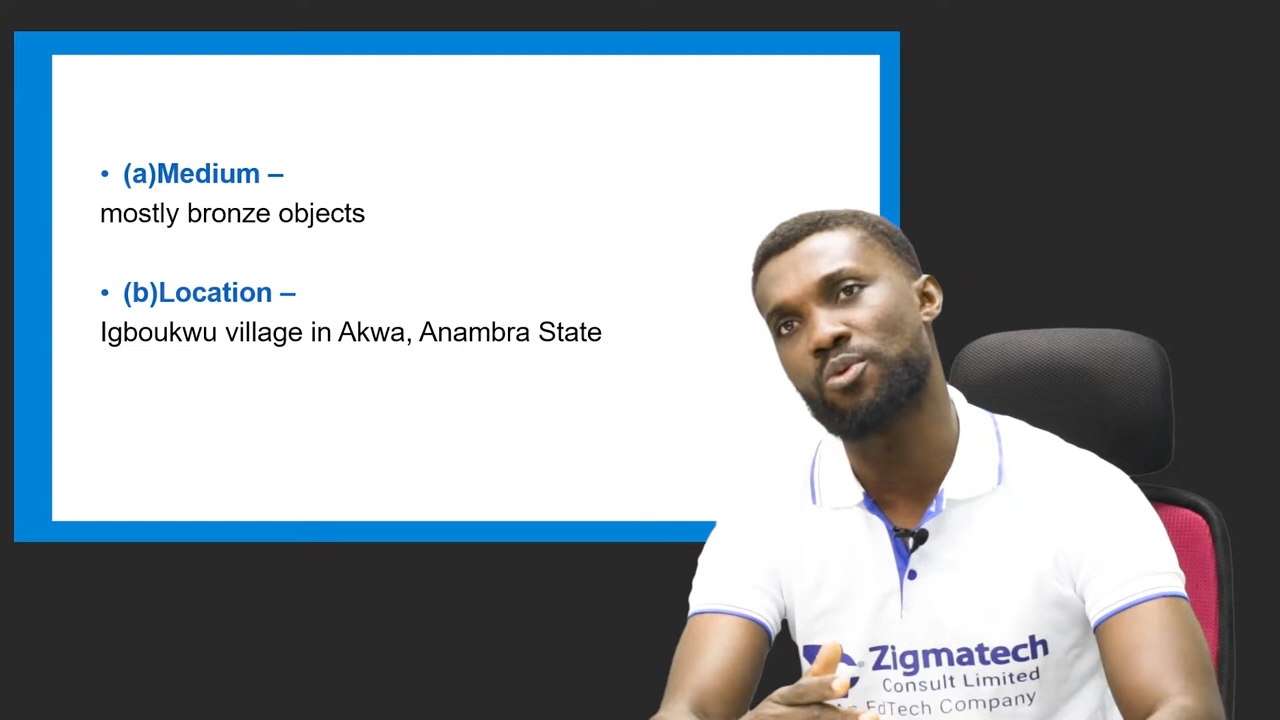 • (a)Medium –
mostly bronze objects
• (b)Location –
Igboukwu village in Akwa, Anambra State
Zigmatech
Consult Limited
EdTech Company